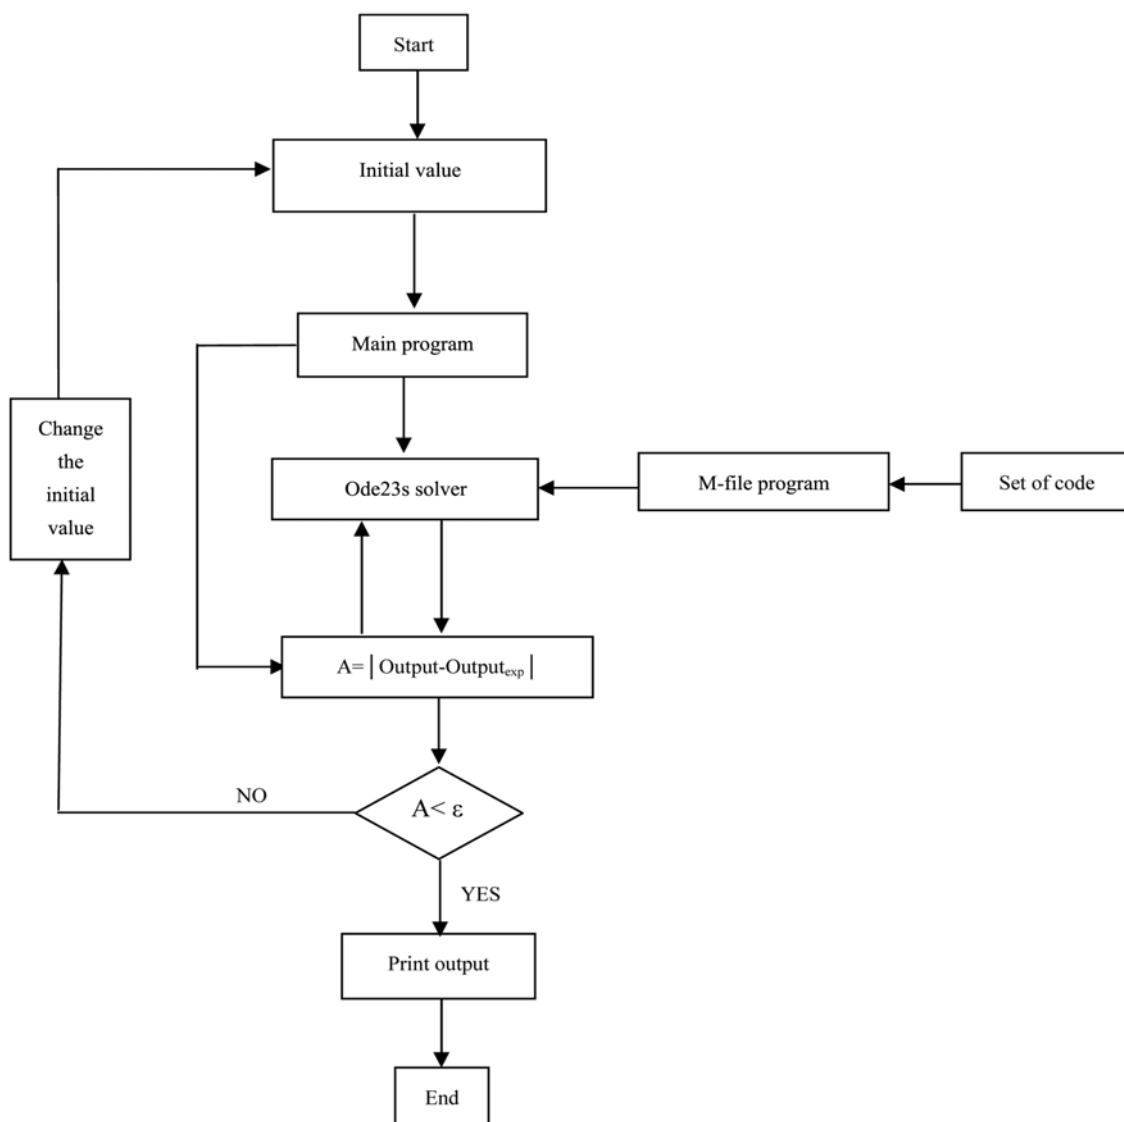 Start
Initial value
Main program
Change
the
initial
value
Ode23s solver
M-file program
Set of code
A= | Output-Outputexp |
A< ε
NO
YES
Print output
End